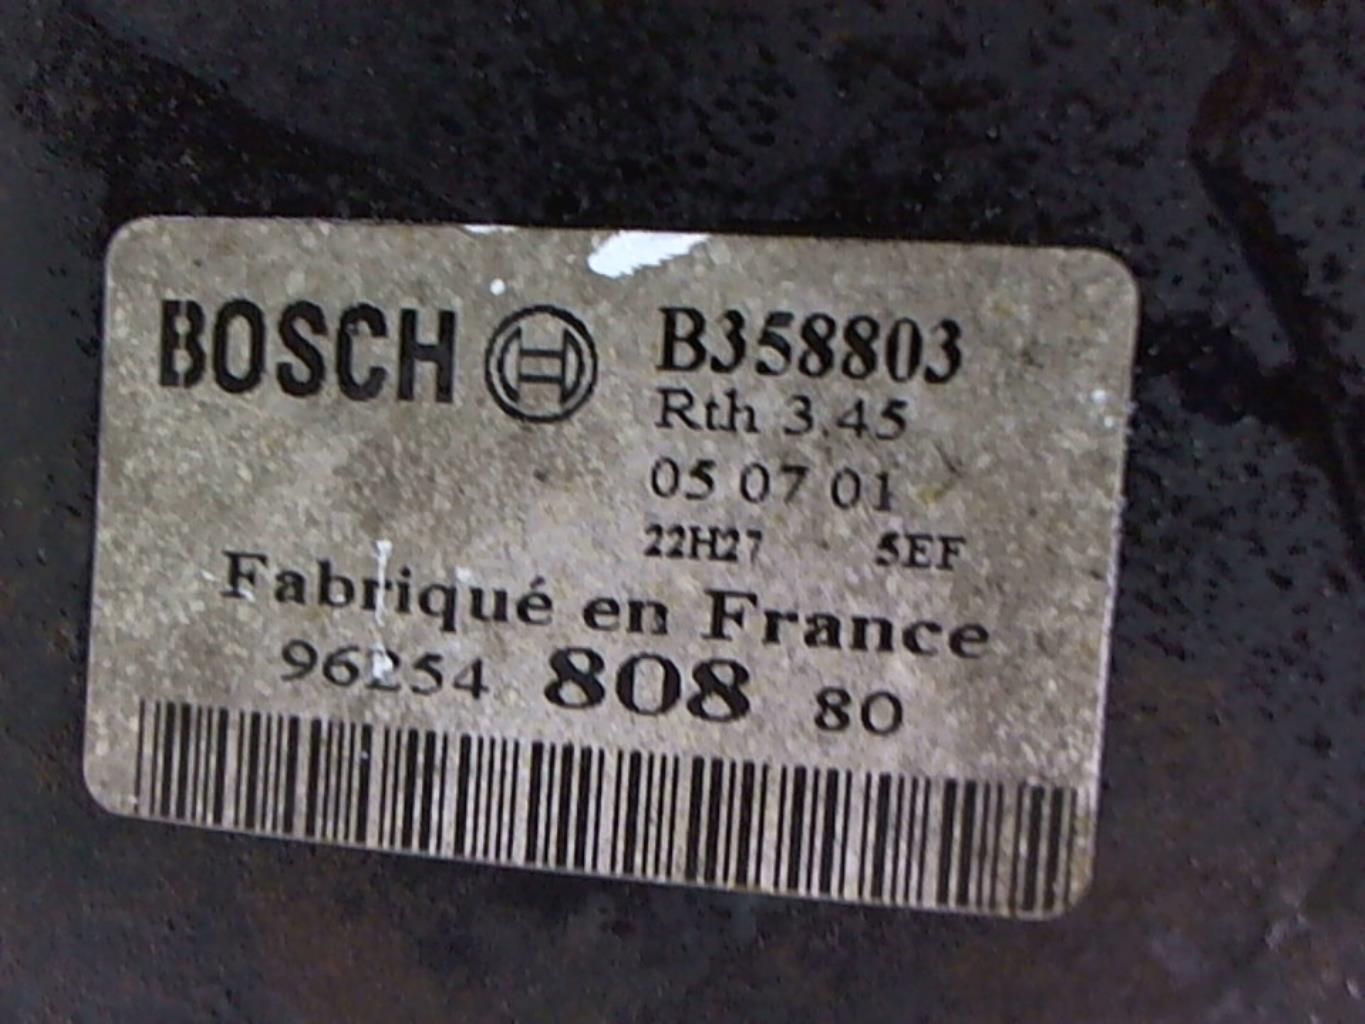 BOSCH B358803
Rth 3.45
05 07 01
22H27 5EF
Fabriqué en France
96254 808 80